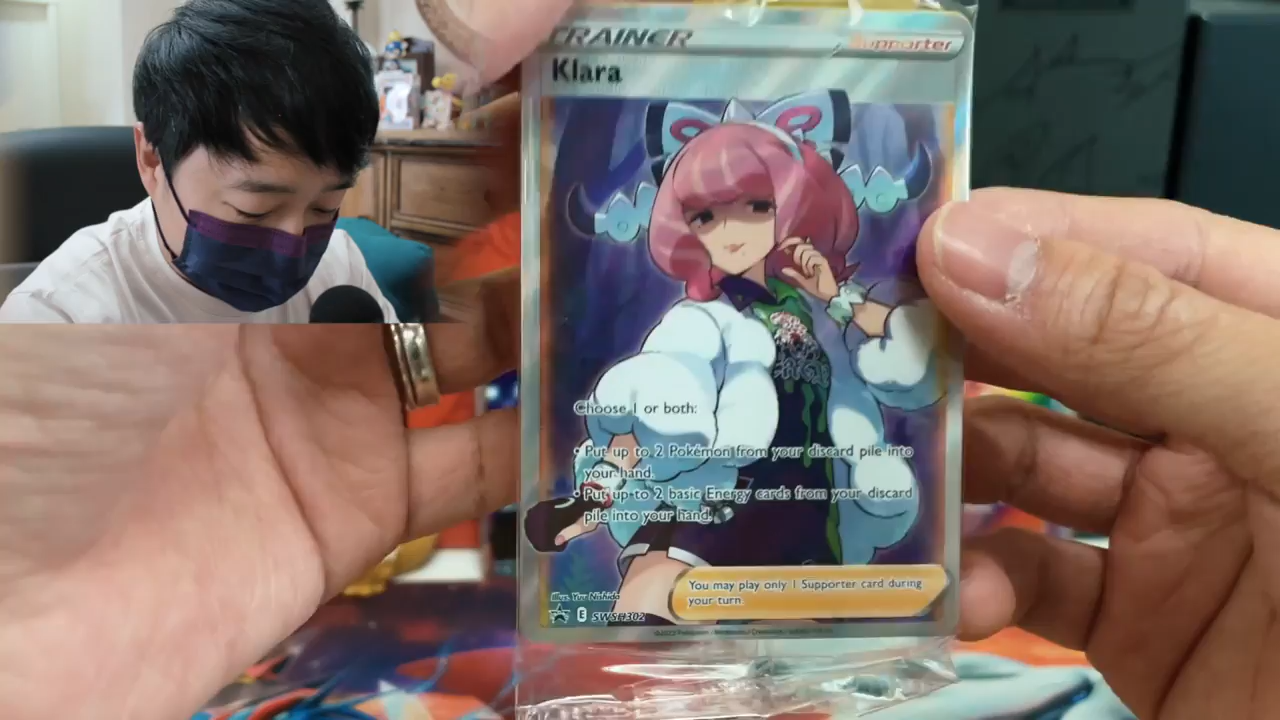 TRAINER
Supporter
Klara
Choose 1 or both:
• Put up to 2 Pokémon from your discard pile into
your hand.
• Put up to 2 basic Energy cards from your discard
pile into your hand.
You may play only 1 Supporter card during
your turn.
Illus. Yuu Nishida
E SWSH302